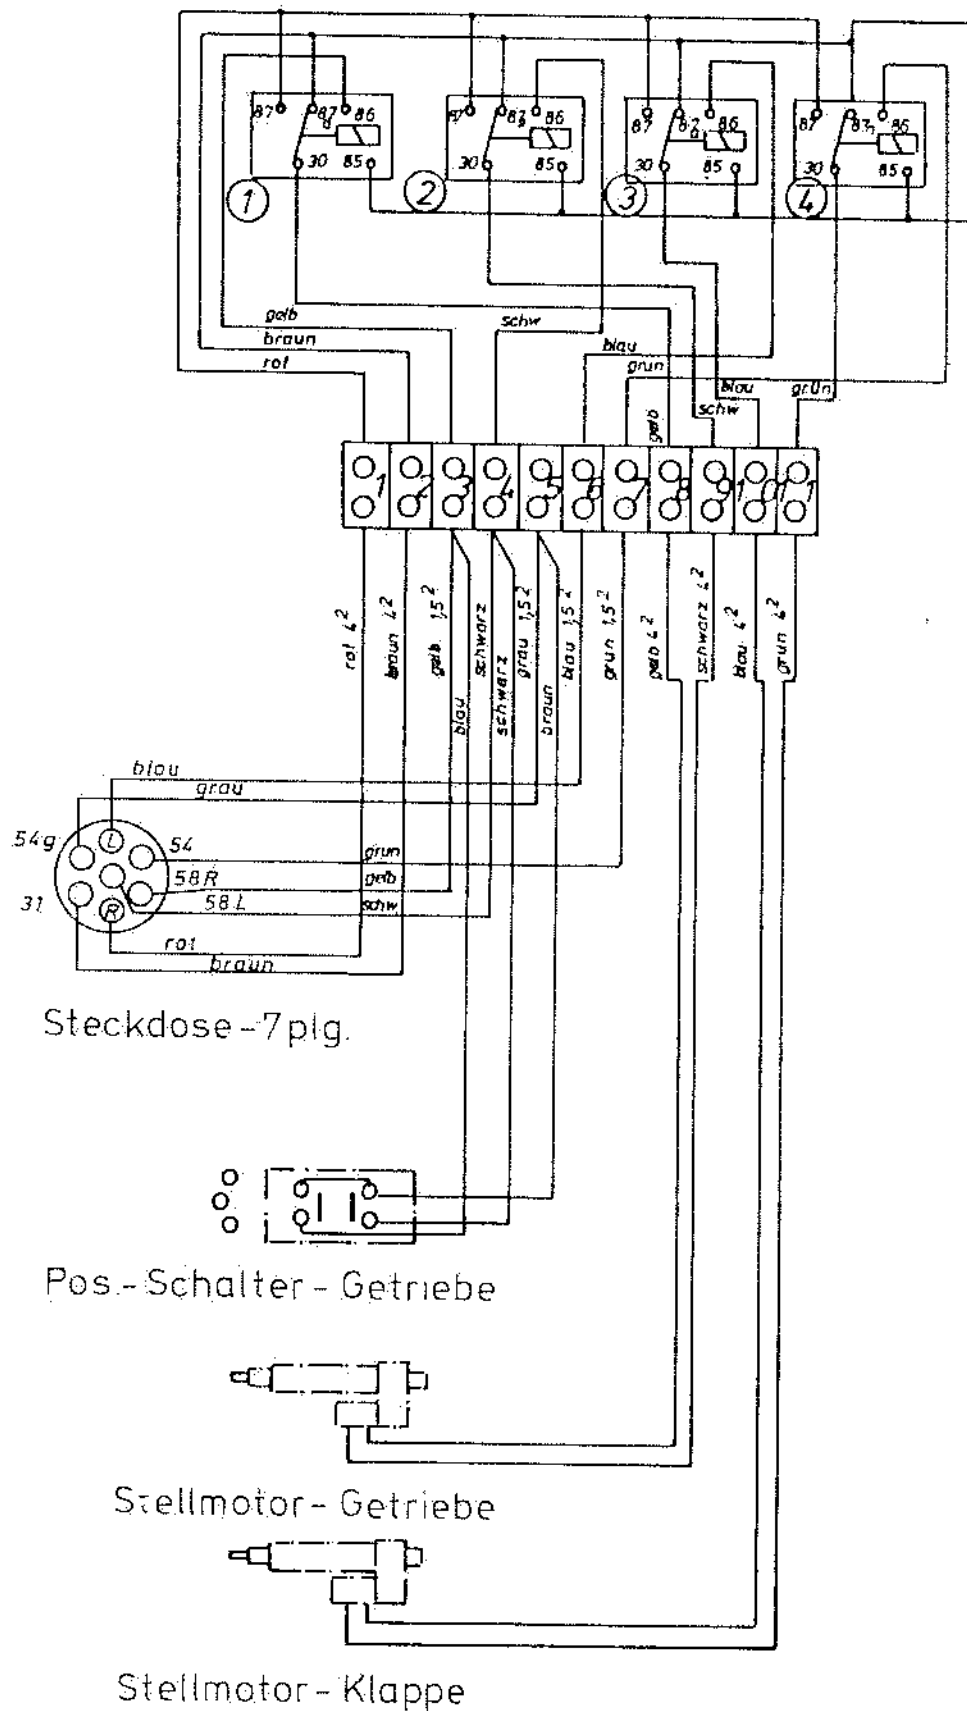 87 87a 86 87 87a 86 87 87a 86 87 87a 86
30 85 30 85 30 85 30 85
1 2 3 4
gelb
schw
braun
blau
rot
grun
blau
grün
gelb
schw
1 2 3 4 5 6 7 8 9 10 11
rot 4²
braun 4²
gelb 1,5²
blau
schwarz
schwarz
grau 1,5²
braun
blau 1,5²
grun 1,5²
gelb 4²
schwarz 4²
blau 4²
grun 4²
blau
grau
54g L 54
grun
58R
gelb
31 R 58L
schw
rot
braun
Steckdose-7plg.
Pos.-Schalter-Getriebe
Stellmotor-Getriebe
Stellmotor-Klappe